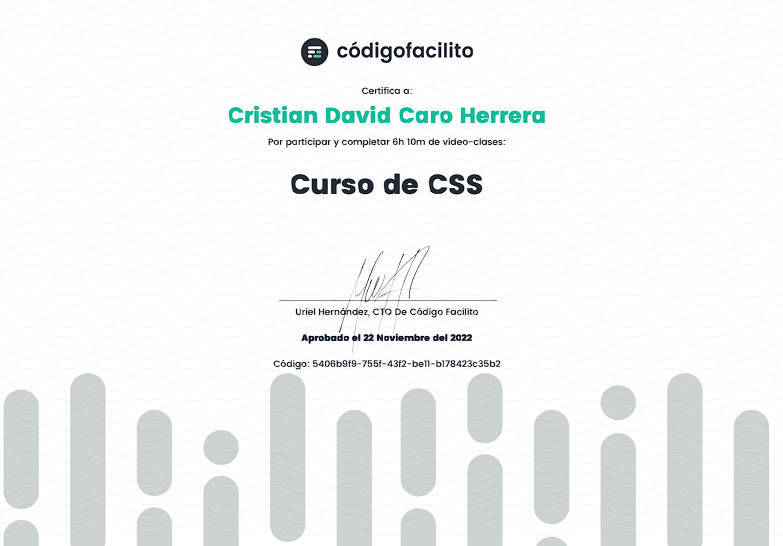 códigofacilito
Certifica a:
Cristian David Caro Herrera
Por participar y completar 6h 10m de vídeo-clases:
Curso de CSS
Uriel Hernández, CTO De Código Facilito
Aprobado el 22 Noviembre del 2022
Código: 5406b9f9-755f-43f2-be11-b178423c35b2